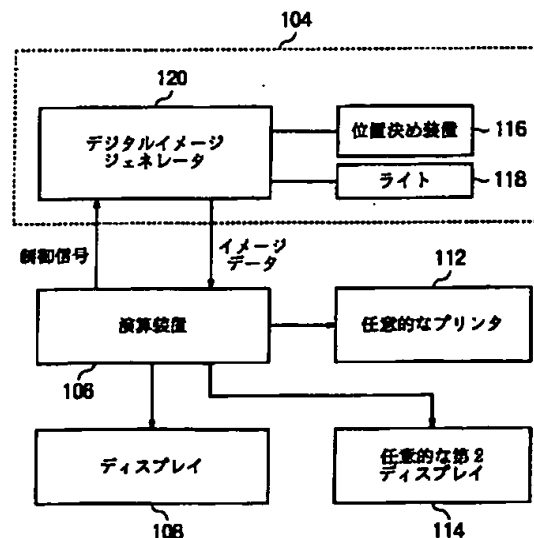 104
120
デジタルイメージ
ジェネレータ
位置決め装置
116
ライト
118
制御信号
イメージ
データ
112
演算装置
任意的なプリンタ
106
ディスプレイ
任意的な第2
ディスプレイ
108
114